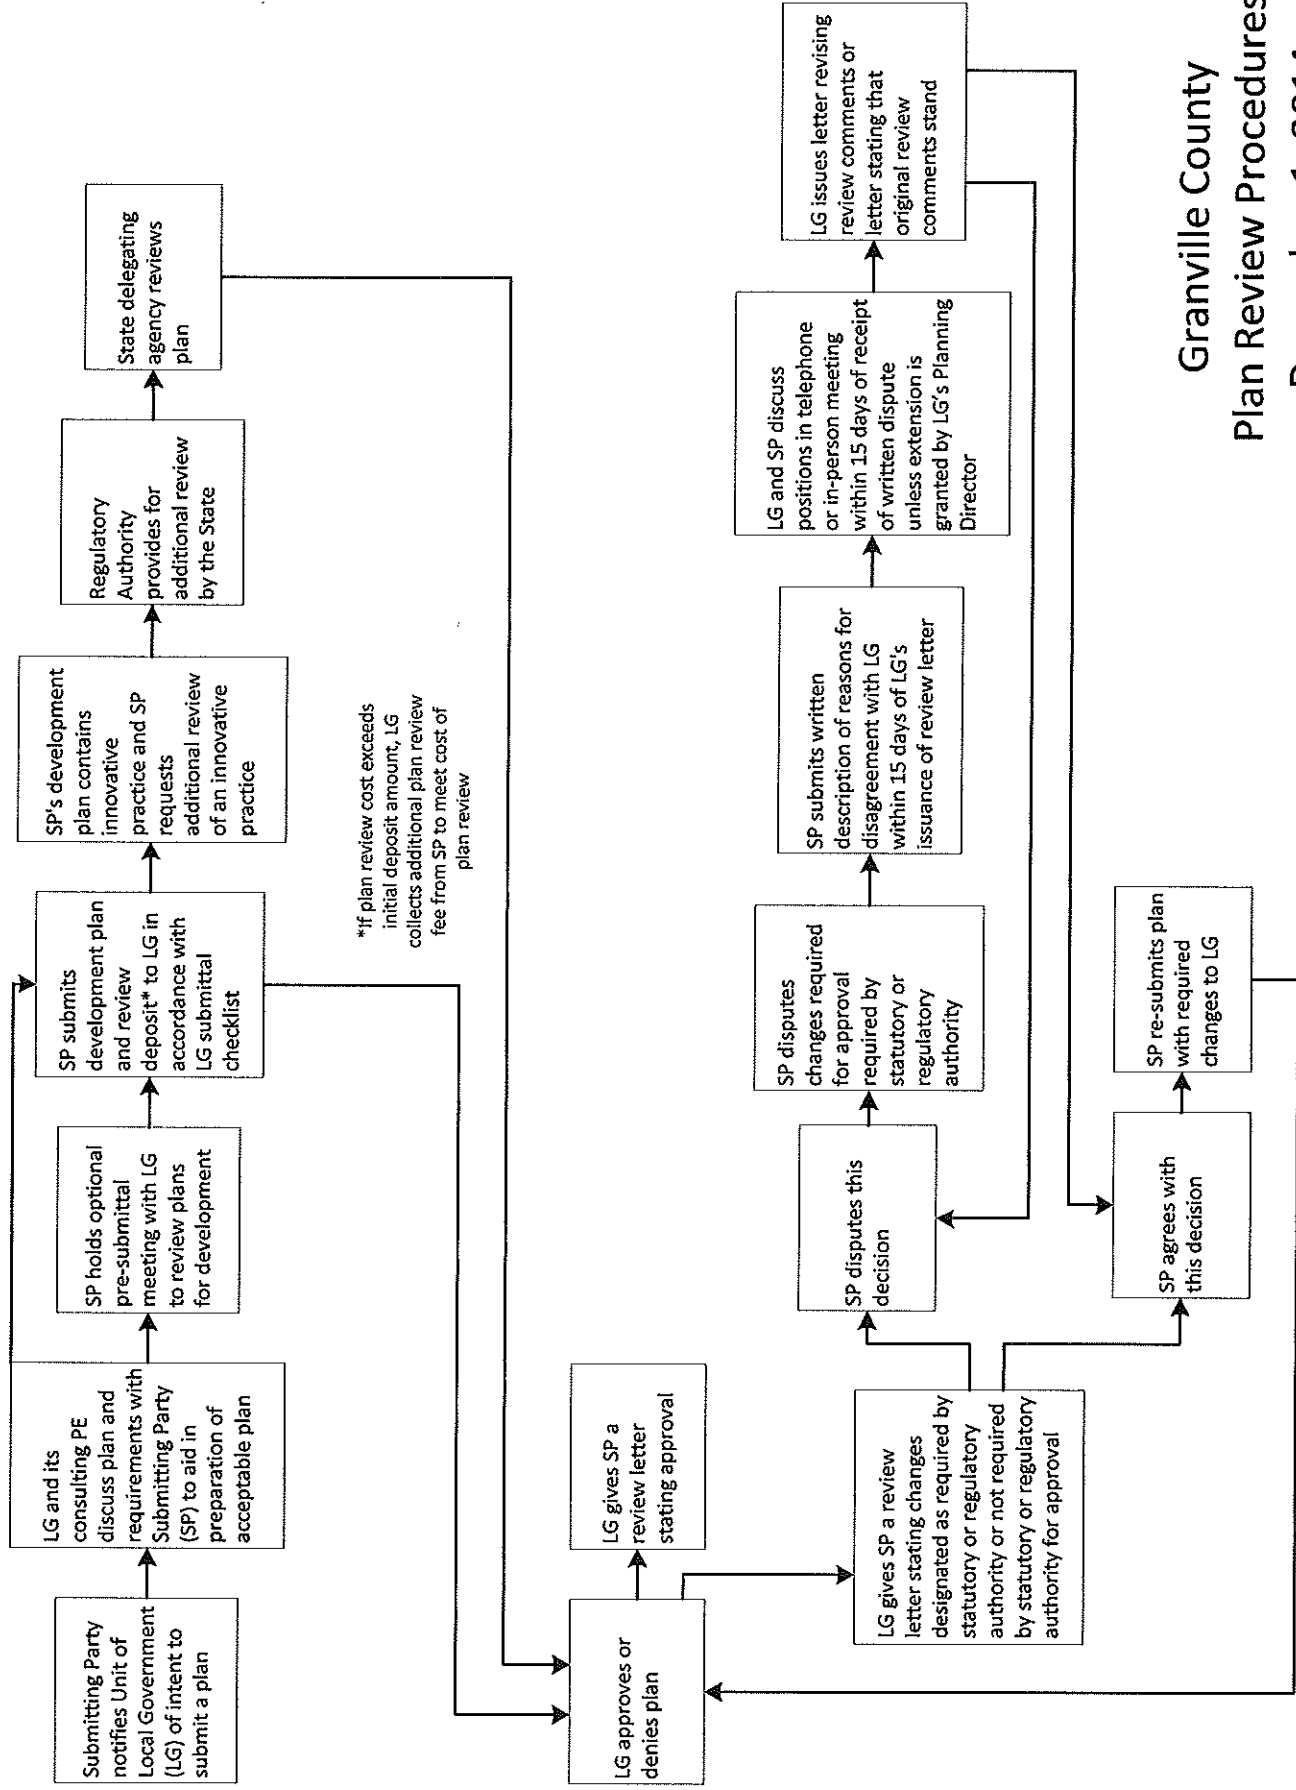 Submitting Party
notifies Unit of
Local Government
(LG) of intent to
submit a plan
LG and its
consulting PE
discuss plan and
requirements with
Submitting Party
(SP) to aid in
preparation of
acceptable plan
SP holds optional
pre-submittal
meeting with LG
to review plans
for development
SP submits
development plan
and review
deposit* to LG in
accordance with
LG submittal
checklist
SP's development
plan contains
innovative
practice and SP
requests
additional review
of an innovative
practice
Regulatory
Authority
provides for
additional review
by the State
State delegating
agency reviews
plan
*If plan review cost exceeds
initial deposit amount, LG
collects additional plan review
fee from SP to meet cost of
plan review
LG approves or
denies plan
LG gives SP a
review letter
stating approval
LG gives SP a review
letter stating changes
designated as required by
statutory or regulatory
authority or not required
by statutory or regulatory
authority for approval
SP disputes this
decision
SP disputes
changes required
for approval
required by
statutory or
regulatory
authority
SP submits written
description of reasons for
disagreement with LG
within 15 days of LG's
issuance of review letter
LG and SP discuss
positions in telephone
or in-person meeting
within 15 days of receipt
of written dispute
unless extension is
granted by LG's Planning
Director
LG issues letter revising
review comments or
letter stating that
original review
comments stand
SP agrees with
this decision
SP re-submits plan
with required
changes to LG
Granville County
Plan Review Procedures